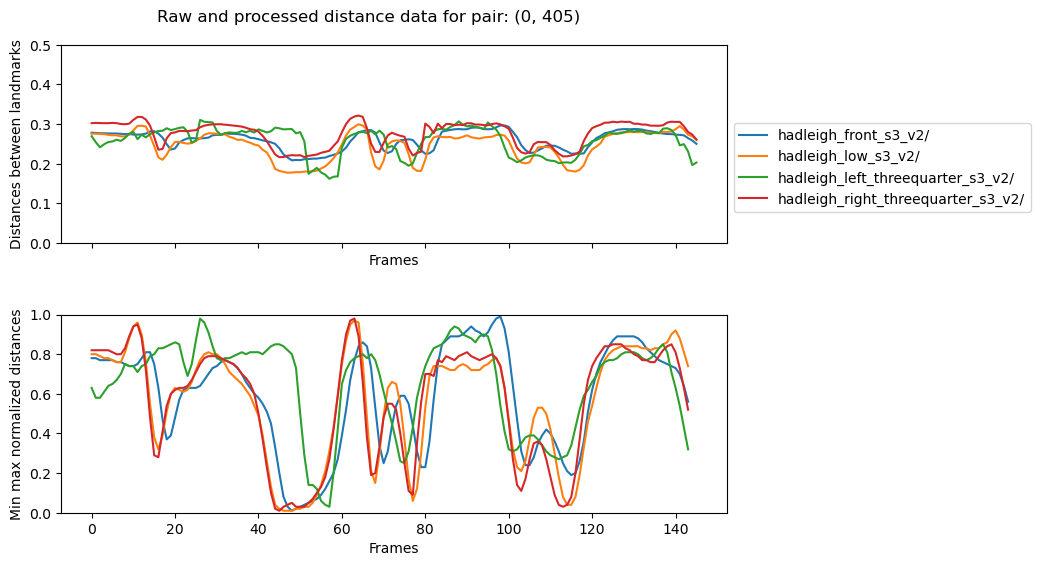 Raw and processed distance data for pair: (0, 405)
Distances between landmarks
0.5
0.4
0.3
0.2
0.1
0.0
Frames
hadleigh_front_s3_v2/
hadleigh_low_s3_v2/
hadleigh_left_threequarter_s3_v2/
hadleigh_right_threequarter_s3_v2/
Min max normalized distances
1.0
0.8
0.6
0.4
0.2
0.0
0 20 40 60 80 100 120 140
Frames